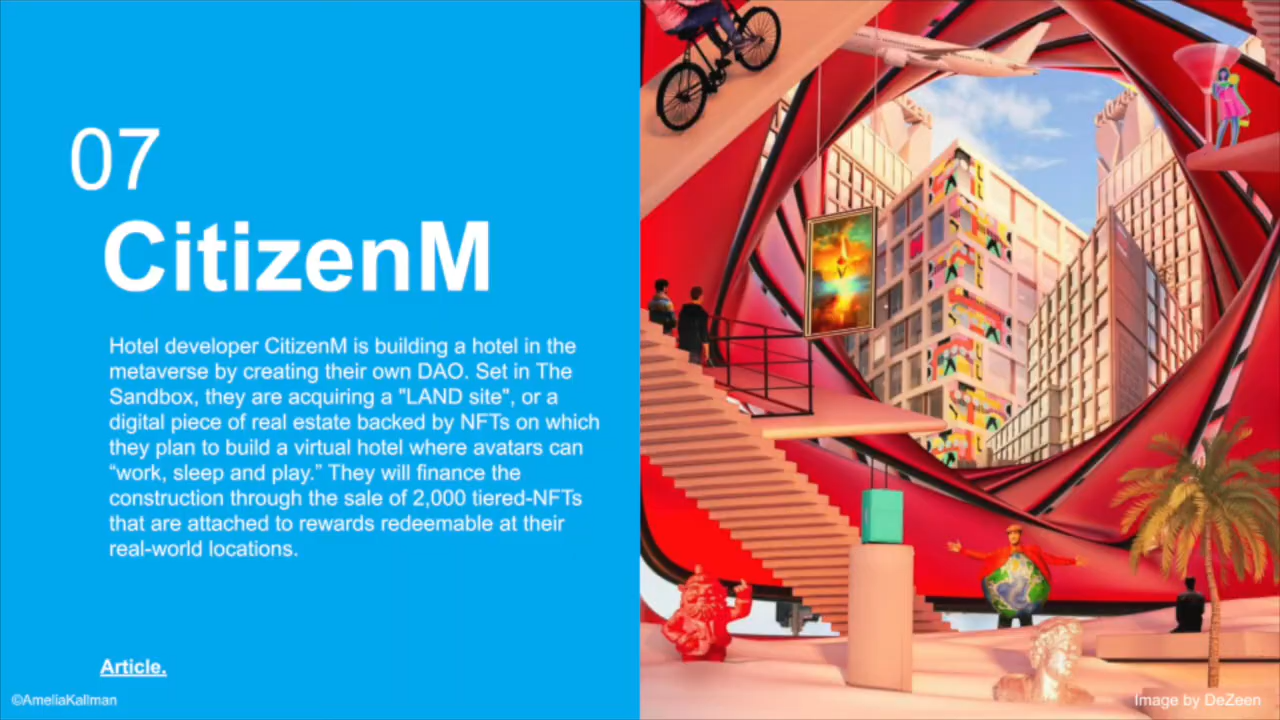 07
CitizenM
Hotel developer CitizenM is building a hotel in the
metaverse by creating their own DAO. Set in The
Sandbox, they are acquiring a "LAND site", or a
digital piece of real estate backed by NFTs on which
they plan to build a virtual hotel where avatars can
“work, sleep and play.” They will finance the
construction through the sale of 2,000 tiered-NFTs
that are attached to rewards redeemable at their
real-world locations.
Article.
©AmeliaKallman
Image by DeZeen